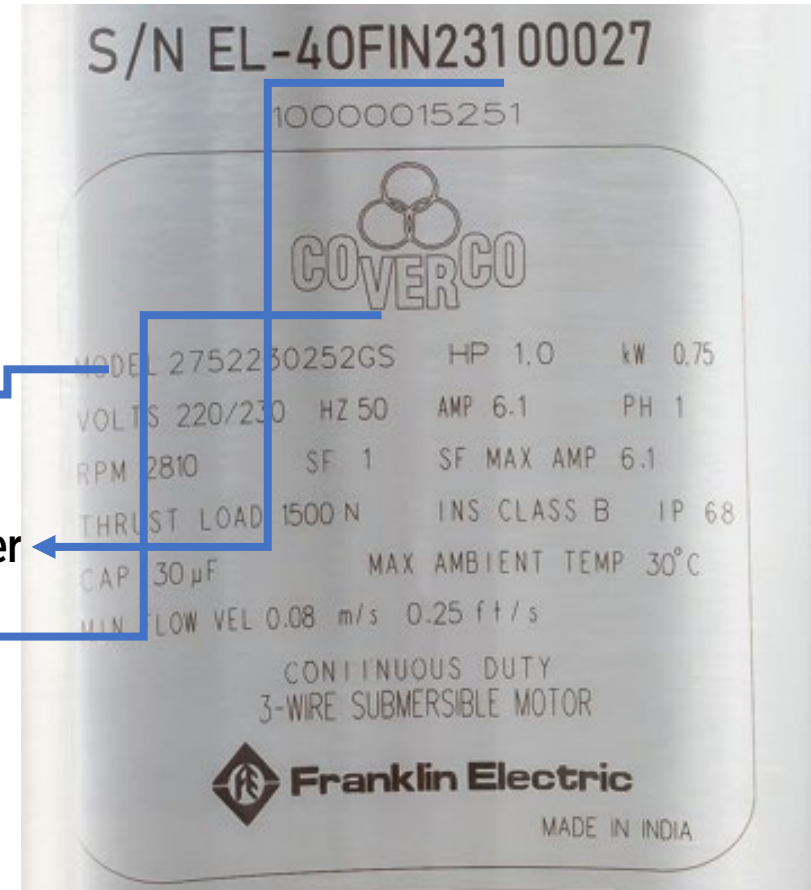 S/N EL-40FIN23100027
10000015251
COVERCO
MODEL 2752230252GS HP 1.0 kW 0.75
VOLTS 220/230 HZ 50 AMP 6.1 PH 1
RPM 2810 SF 1 SF MAX AMP 6.1
THRUST LOAD 1500 N INS CLASS B IP 68
er
CAP 30 µF MAX AMBIENT TEMP 30°C
MIN FLOW VEL 0.08 m/s 0.25 ft/s
CONTINUOUS DUTY
3-WIRE SUBMERSIBLE MOTOR
FE Franklin Electric
MADE IN INDIA